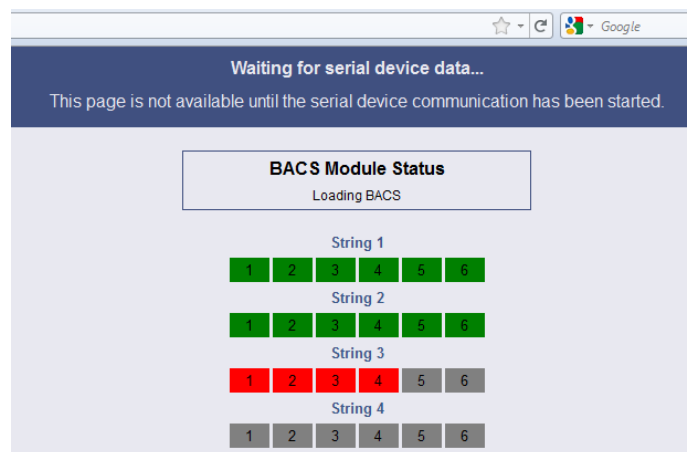 Google
Waiting for serial device data...
This page is not available until the serial device communication has been started.
BACS Module Status
Loading BACS
String 1
1 2 3 4 5 6
String 2
1 2 3 4 5 6
String 3
1 2 3 4 5 6
String 4
1 2 3 4 5 6